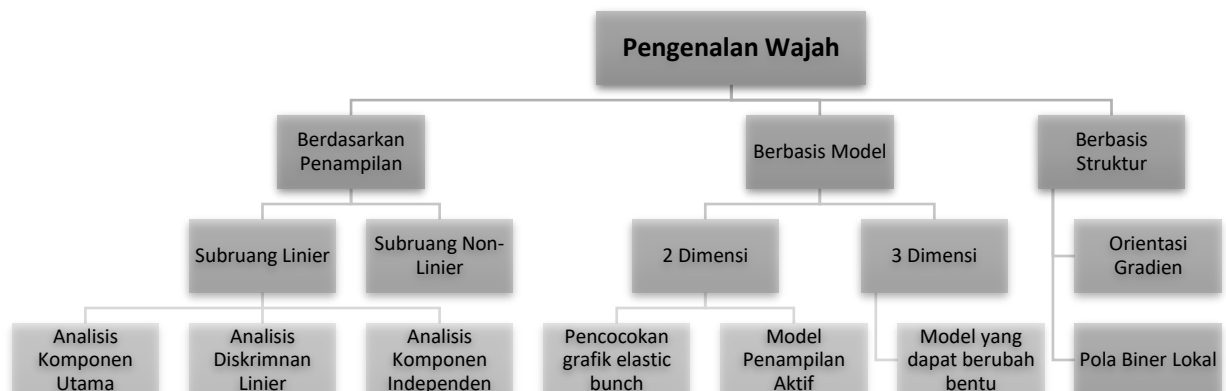 Pengenalan Wajah
Berdasarkan
Penampilan
Berbasis Model
Berbasis
Struktur
Subruang Linier
Subruang Non-
Linier
2 Dimensi
3 Dimensi
Orientasi
Gradien
Analisis
Komponen
Utama
Analisis
Diskrimnan
Linier
Analisis
Komponen
Independen
Pencocokan
grafik elastic
bunch
Model
Penampilan
Aktif
Model yang
dapat berubah
bentu
Pola Biner Lokal